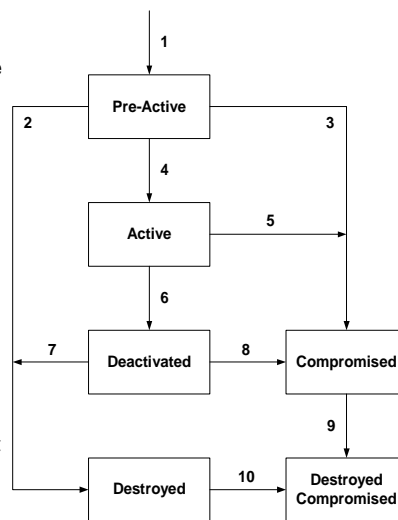 1
Pre-Active
2
3
4
Active
5
6
Deactivated
7
8
Compromised
9
Destroyed
10
Destroyed
Compromised